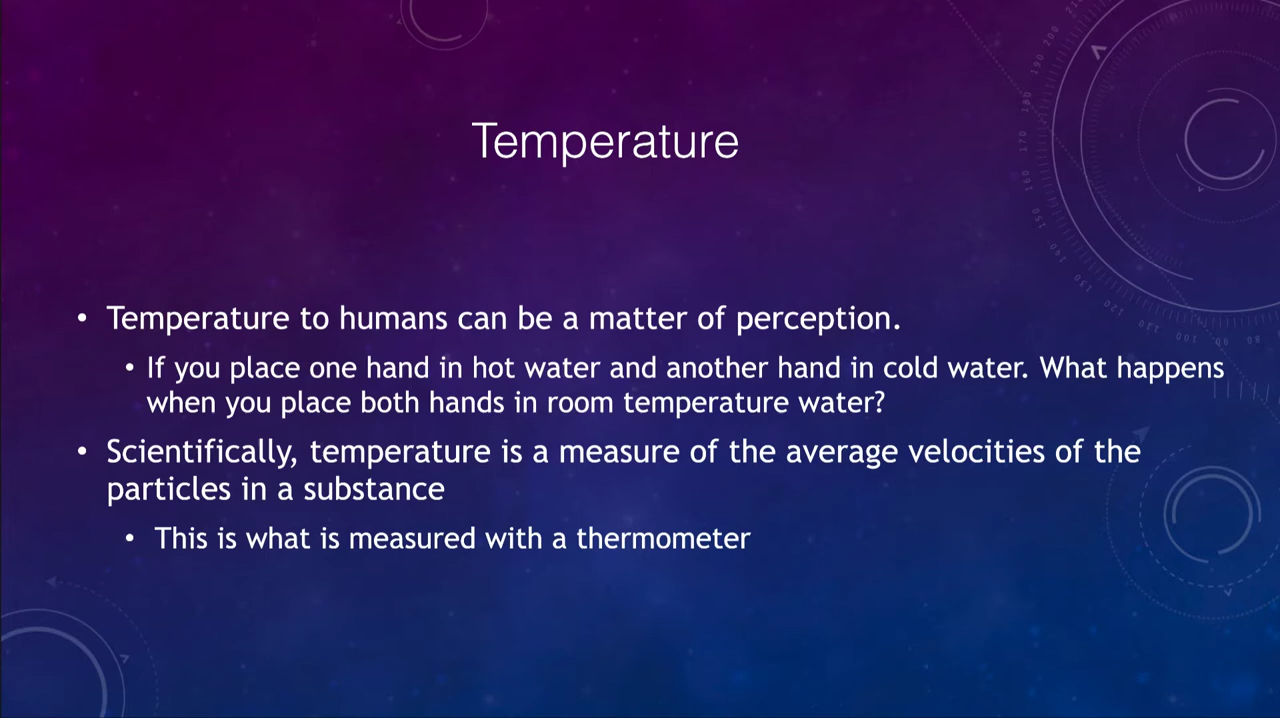 Temperature
• Temperature to humans can be a matter of perception.
• If you place one hand in hot water and another hand in cold water. What happens
when you place both hands in room temperature water?
• Scientifically, temperature is a measure of the average velocities of the
particles in a substance
• This is what is measured with a thermometer